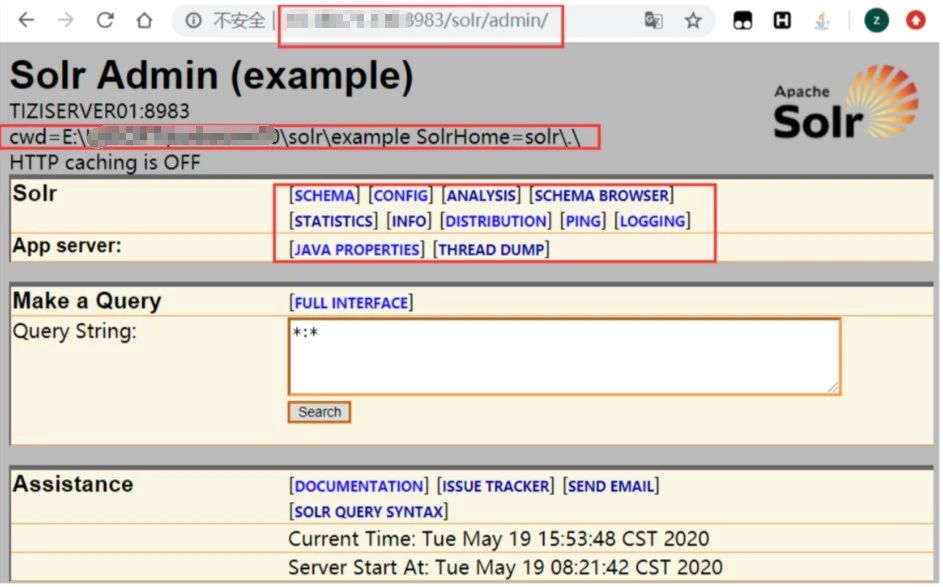 不安全 | 8983/solr/admin/
Z
Solr Admin (example)
TIZISERVER01:8983
cwd=E:\ 0\solr\example SolrHome=solr\.\
HTTP caching is OFF
Apache
Solr
Solr [SCHEMA] [CONFIG] [ANALYSIS] [SCHEMA BROWSER]
[STATISTICS] [INFO] [DISTRIBUTION] [PING] [LOGGING]
App server: [JAVA PROPERTIES] [THREAD DUMP]
Make a Query [FULL INTERFACE]
Query String: *:*
Search
Assistance [DOCUMENTATION] [ISSUE TRACKER] [SEND EMAIL]
[SOLR QUERY SYNTAX]
Current Time: Tue May 19 15:53:48 CST 2020
Server Start At: Tue May 19 08:21:42 CST 2020